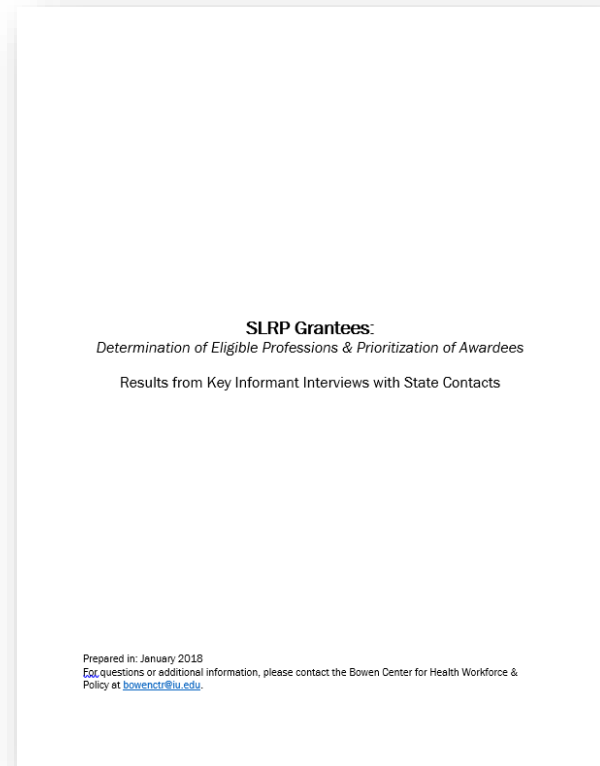 SLRP Grantees:
Determination of Eligible Professions & Prioritization of Awardees
Results from Key Informant Interviews with State Contacts
Prepared in: January 2018
For questions or additional information, please contact the Bowen Center for Health Workforce &
Policy at bowenctr@iu.edu.